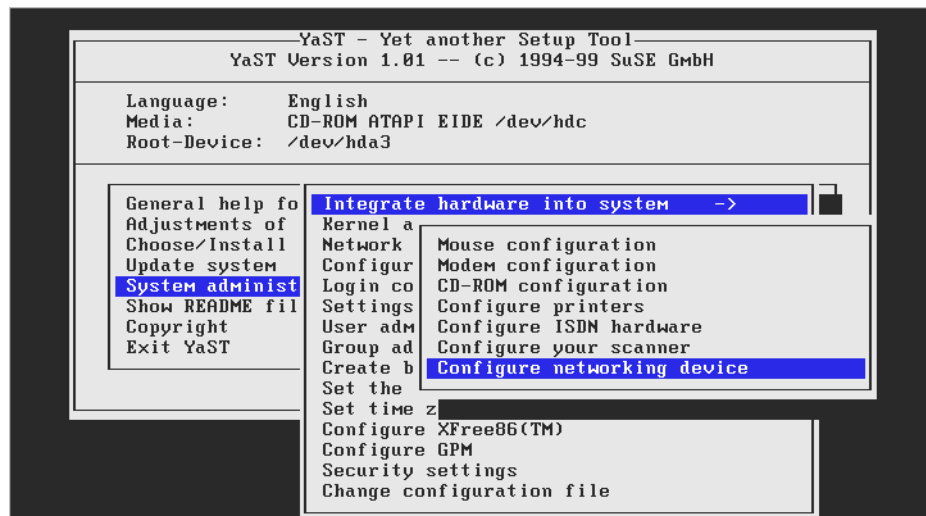 YaST - Yet another Setup Tool
YaST Version 1.01 -- (c) 1994-99 SuSE GmbH
Language: English
Media: CD-ROM ATAPI EIDE /dev/hdc
Root-Device: /dev/hda3
General help fo
Adjustments of
Choose/Install
Update system
System administ
Show README fil
Copyright
Exit YaST
Integrate hardware into system ->
Kernel a
Network
Configur
Login co
Settings
User adm
Group ad
Create b
Set the
Set time z
Configure XFree86(TM)
Configure GPM
Security settings
Change configuration file
Mouse configuration
Modem configuration
CD-ROM configuration
Configure printers
Configure ISDN hardware
Configure your scanner
Configure networking device